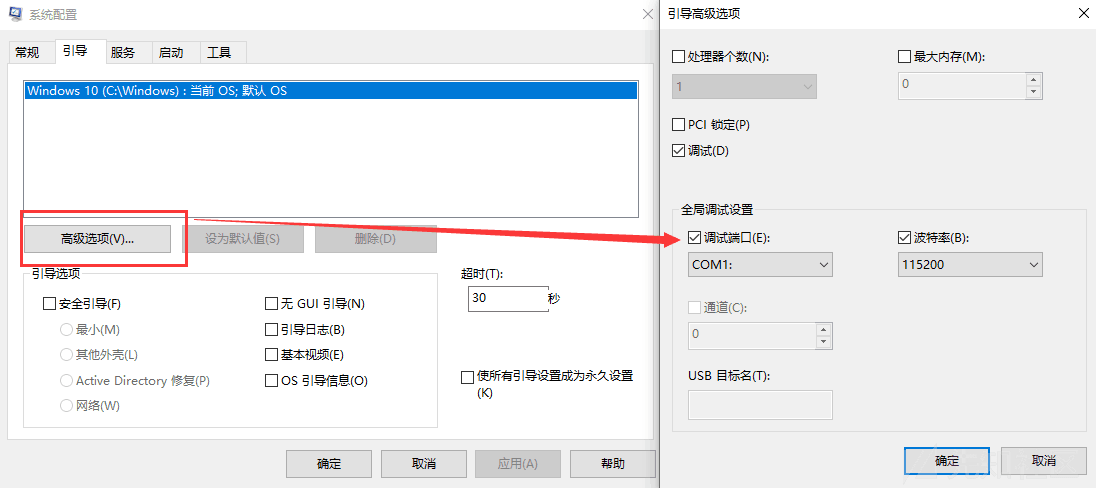 系统配置
常规 引导 服务 启动 工具
Windows 10 (C:\Windows) : 当前 OS; 默认 OS
高级选项(V)... 设为默认值(S) 删除(D)
引导选项
安全引导(F) 无 GUI 引导(N)
最小(M) 引导日志(B)
其他外壳(L) 基本视频(E)
Active Directory 修复(P) OS 引导信息(O)
网络(W)
超时(T):
30 秒
使所有引导设置成为永久设置
(K)
确定 取消 应用(A) 帮助
引导高级选项
处理器个数(N): 最大内存(M):
1 0
PCI 锁定(P)
调试(D)
全局调试设置
调试端口(E): 波特率(B):
COM1: 115200
通道(C):
0
USB 目标名(T):
确定 取消